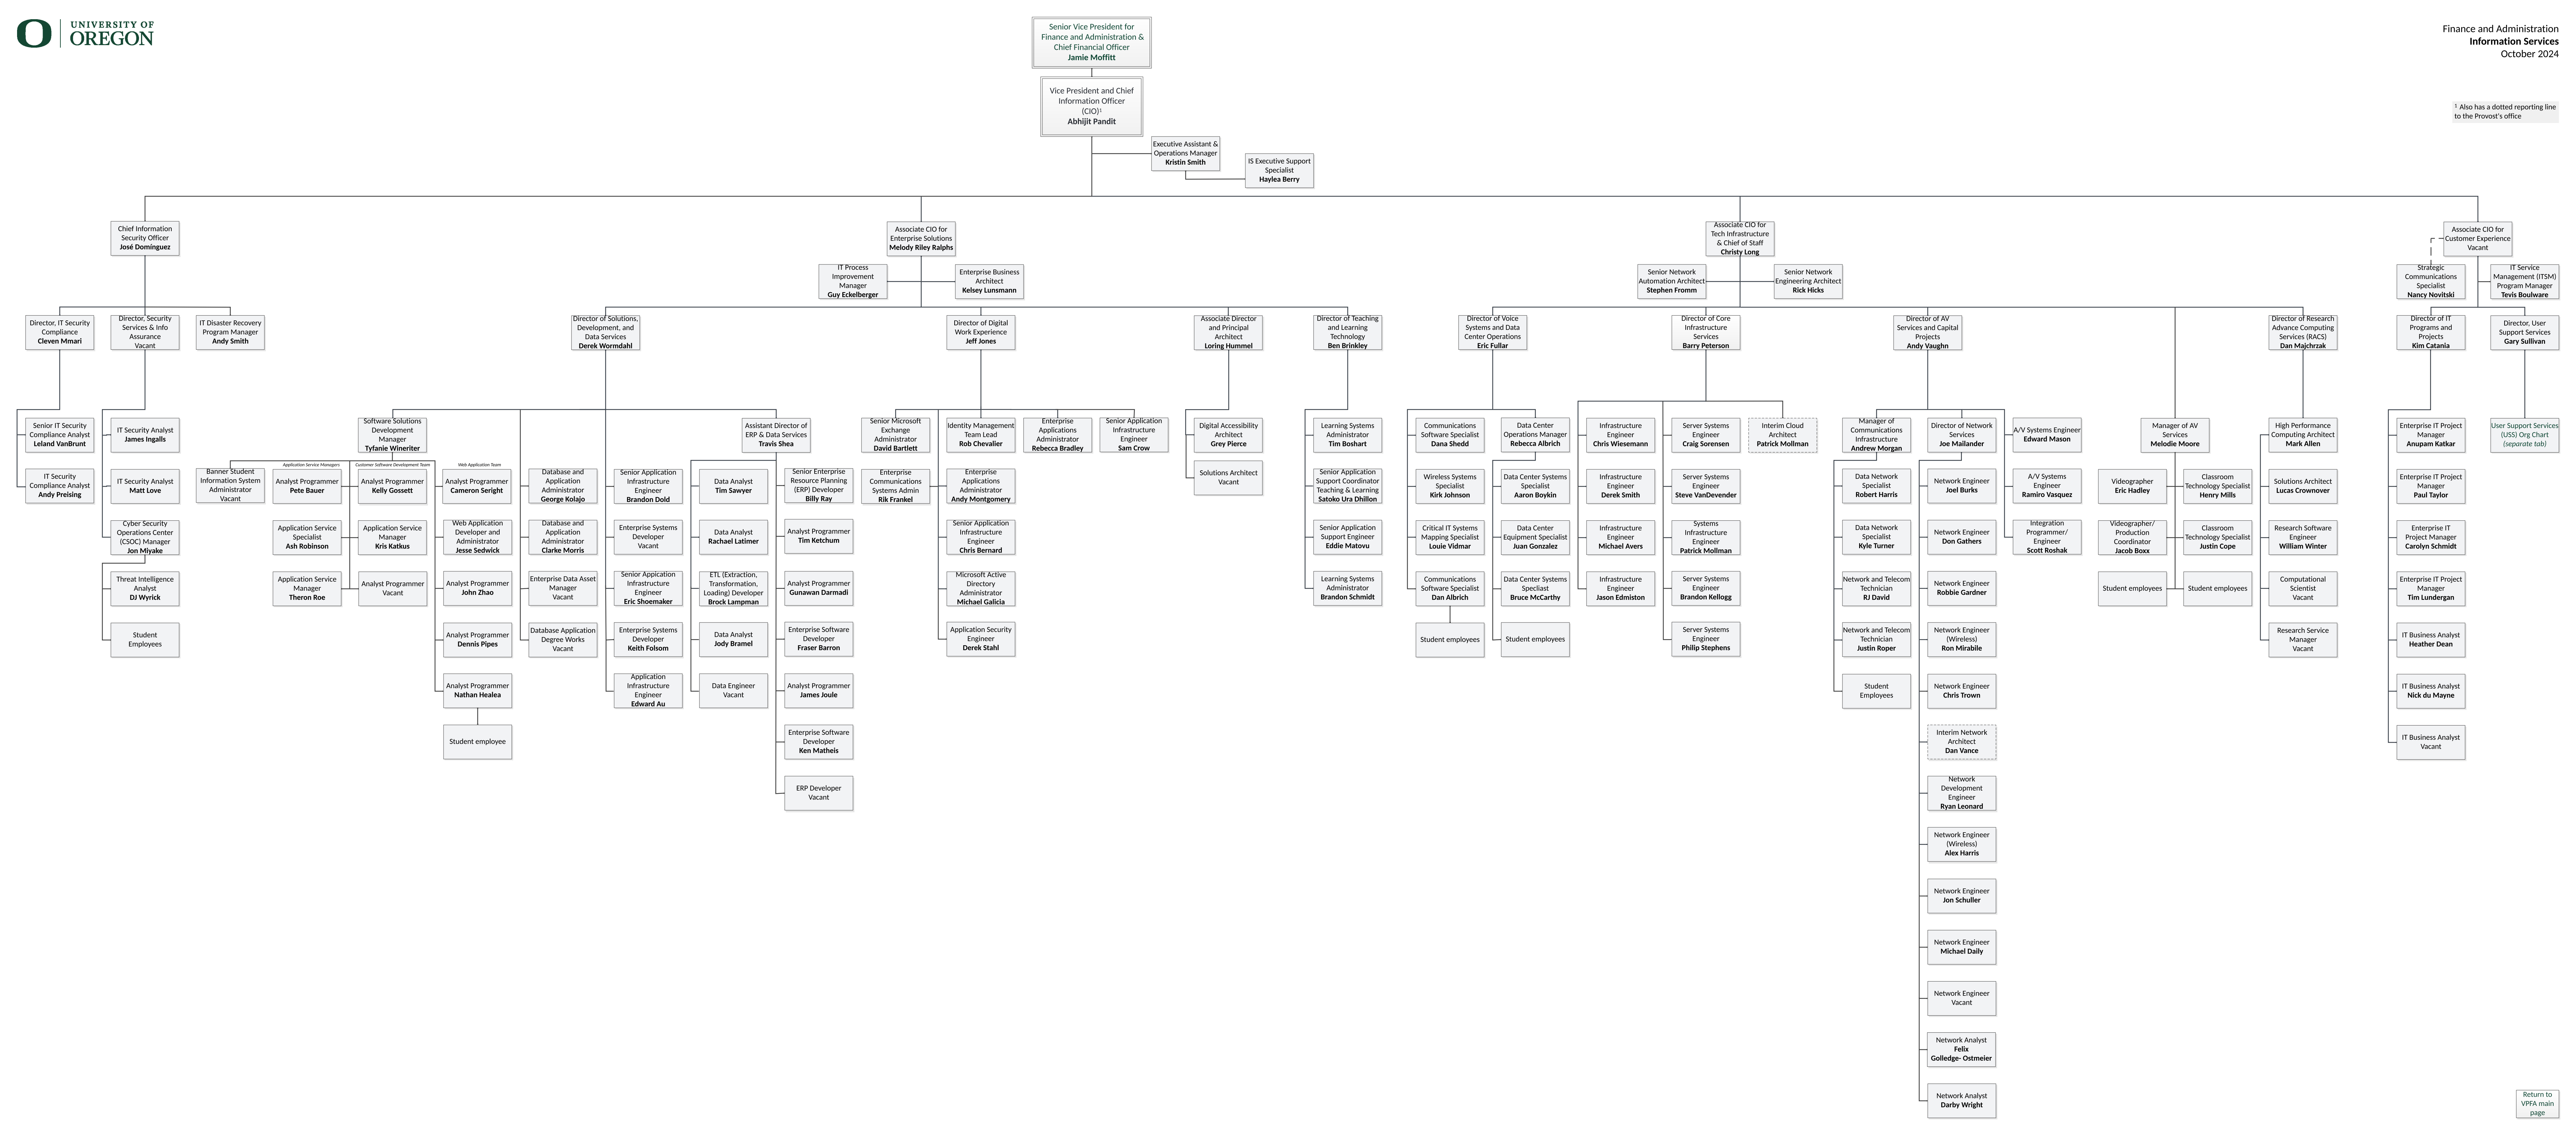 UNIVERSITY OF
OREGON
Senior Vice President for
Finance and Administration &
Chief Financial Officer
Jamie Moffitt
Finance and Administration
Information Services
October 2024
Vice President and Chief
Information Officer
(CIO)¹
Abhijit Pandit
¹ Also has a dotted reporting line
to the Provost's office
Executive Assistant &
Operations Manager
Kristin Smith
IS Executive Support
Specialist
Haylea Berry
Chief Information
Security Officer
José Domínguez
Associate CIO for
Enterprise Solutions
Melody Riley Ralphs
Associate CIO for
Tech Infrastructure
& Chief of Staff
Christy Long
Associate CIO for
Customer Experience
Vacant
IT Process
Improvement
Manager
Guy Eckelberger
Enterprise Business
Architect
Kelsey Lunsmann
Senior Network
Automation Architect
Stephen Fromm
Senior Network
Engineering Architect
Rick Hicks
Strategic
Communications
Specialist
Nancy Novitski
IT Service
Management (ITSM)
Program Manager
Tevis Boulware
Director, IT Security
Compliance
Cleven Mmari
Director, Security
Services & Info
Assurance
Vacant
IT Disaster Recovery
Program Manager
Andy Smith
Director of Solutions,
Development, and
Data Services
Derek Wormdahl
Director of Digital
Work Experience
Jeff Jones
Associate Director
and Principal
Architect
Loring Hummel
Director of Teaching
and Learning
Technology
Ben Brinkley
Director of Voice
Systems and Data
Center Operations
Eric Fullar
Director of Core
Infrastructure
Services
Barry Peterson
Director of AV
Services and Capital
Projects
Andy Vaughn
Director of Research
Advance Computing
Services (RACS)
Dan Majchrzak
Director of IT
Programs and
Projects
Kim Catania
Director, User
Support Services
Gary Sullivan
Senior IT Security
Compliance Analyst
Leland VanBrunt
IT Security Analyst
James Ingalls
Software Solutions
Development
Manager
Tyfanie Wineriter
Assistant Director of
ERP & Data Services
Travis Shea
Senior Microsoft
Exchange
Administrator
David Bartlett
Identity Management
Team Lead
Rob Chevalier
Enterprise
Applications
Administrator
Rebecca Bradley
Senior Application
Infrastructure
Engineer
Sam Crow
Digital Accessibility
Architect
Grey Pierce
Learning Systems
Administrator
Tim Boshart
Communications
Software Specialist
Dana Shedd
Data Center
Operations Manager
Rebecca Albrich
Infrastructure
Engineer
Chris Wiesemann
Server Systems
Engineer
Craig Sorensen
Interim Cloud
Architect
Patrick Mollman
Manager of
Communications
Infrastructure
Andrew Morgan
Director of Network
Services
Joe Mailander
A/V Systems Engineer
Edward Mason
Manager of AV
Services
Melodie Moore
High Performance
Computing Architect
Mark Allen
Enterprise IT Project
Manager
Anupam Katkar
User Support Services
(USS) Org Chart
(separate tab)
Application Service Managers
Customer Software Development Team
Web Application Team
IT Security
Compliance Analyst
Andy Preising
IT Security Analyst
Matt Love
Banner Student
Information System
Administrator
Vacant
Analyst Programmer
Pete Bauer
Analyst Programmer
Kelly Gossett
Analyst Programmer
Cameron Seright
Database and
Application
Administrator
George Kolajo
Senior Application
Infrastructure
Engineer
Brandon Dold
Data Analyst
Tim Sawyer
Senior Enterprise
Resource Planning
(ERP) Developer
Billy Ray
Enterprise
Communications
Systems Admin
Rik Frankel
Enterprise
Applications
Administrator
Andy Montgomery
Solutions Architect
Vacant
Senior Application
Support Coordinator
Teaching & Learning
Satoko Ura Dhillon
Wireless Systems
Specialist
Kirk Johnson
Data Center Systems
Specialist
Aaron Boykin
Infrastructure
Engineer
Derek Smith
Server Systems
Engineer
Steve VanDevender
Data Network
Specialist
Robert Harris
Network Engineer
Joel Burks
A/V Systems
Engineer
Ramiro Vasquez
Videographer
Eric Hadley
Classroom
Technology Specialist
Henry Mills
Solutions Architect
Lucas Crownover
Enterprise IT Project
Manager
Paul Taylor
Cyber Security
Operations Center
(CSOC) Manager
Jon Miyake
Application Service
Specialist
Ash Robinson
Application Service
Manager
Kris Katkus
Web Application
Developer and
Administrator
Jesse Sedwick
Database and
Application
Administrator
Clarke Morris
Enterprise Systems
Developer
Vacant
Data Analyst
Rachael Latimer
Analyst Programmer
Tim Ketchum
Senior Application
Infrastructure
Engineer
Chris Bernard
Senior Application
Support Engineer
Eddie Matovu
Critical IT Systems
Mapping Specialist
Louie Vidmar
Data Center
Equipment Specialist
Juan Gonzalez
Infrastructure
Engineer
Michael Avers
Systems
Infrastructure
Engineer
Patrick Mollman
Data Network
Specialist
Kyle Turner
Network Engineer
Don Gathers
Integration
Programmer/
Engineer
Scott Roshak
Videographer/
Production
Coordinator
Jacob Boxx
Classroom
Technology Specialist
Justin Cope
Research Software
Engineer
William Winter
Enterprise IT
Project Manager
Carolyn Schmidt
Threat Intelligence
Analyst
DJ Wyrick
Application Service
Manager
Theron Roe
Analyst Programmer
Vacant
Analyst Programmer
John Zhao
Enterprise Data Asset
Manager
Vacant
Senior Appication
Infrastructure
Engineer
Eric Shoemaker
ETL (Extraction,
Transformation,
Loading) Developer
Brock Lampman
Analyst Programmer
Gunawan Darmadi
Microsoft Active
Directory
Administrator
Michael Galicia
Learning Systems
Administrator
Brandon Schmidt
Communications
Software Specialist
Dan Albrich
Data Center Systems
Specliast
Bruce McCarthy
Infrastructure
Engineer
Jason Edmiston
Server Systems
Engineer
Brandon Kellogg
Network and Telecom
Technician
RJ David
Network Engineer
Robbie Gardner
Student employees
Student employees
Computational
Scientist
Vacant
Enterprise IT Project
Manager
Tim Lundergan
Student
Employees
Analyst Programmer
Dennis Pipes
Database Application
Degree Works
Vacant
Enterprise Systems
Developer
Keith Folsom
Data Analyst
Jody Bramel
Enterprise Software
Developer
Fraser Barron
Application Security
Engineer
Derek Stahl
Student employees
Student employees
Server Systems
Engineer
Philip Stephens
Network and Telecom
Technician
Justin Roper
Network Engineer
(Wireless)
Ron Mirabile
Research Service
Manager
Vacant
IT Business Analyst
Heather Dean
Analyst Programmer
Nathan Healea
Application
Infrastructure
Engineer
Edward Au
Data Engineer
Vacant
Analyst Programmer
James Joule
Student
Employees
Network Engineer
Chris Trown
IT Business Analyst
Nick du Mayne
Student employee
Enterprise Software
Developer
Ken Matheis
Interim Network
Architect
Dan Vance
IT Business Analyst
Vacant
ERP Developer
Vacant
Network
Development
Engineer
Ryan Leonard
Network Engineer
(Wireless)
Alex Harris
Network Engineer
Jon Schuller
Network Engineer
Michael Daily
Network Engineer
Vacant
Network Analyst
Felix
Golledge- Ostmeier
Network Analyst
Darby Wright
Return to
VPFA main
page